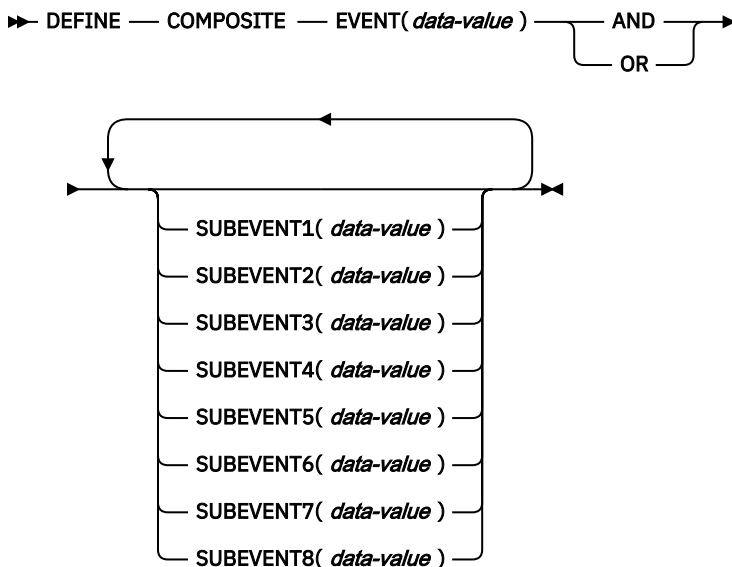 DEFINE COMPOSITE EVENT( data-value ) AND
OR
SUBEVENT1( data-value )
SUBEVENT2( data-value )
SUBEVENT3( data-value )
SUBEVENT4( data-value )
SUBEVENT5( data-value )
SUBEVENT6( data-value )
SUBEVENT7( data-value )
SUBEVENT8( data-value )